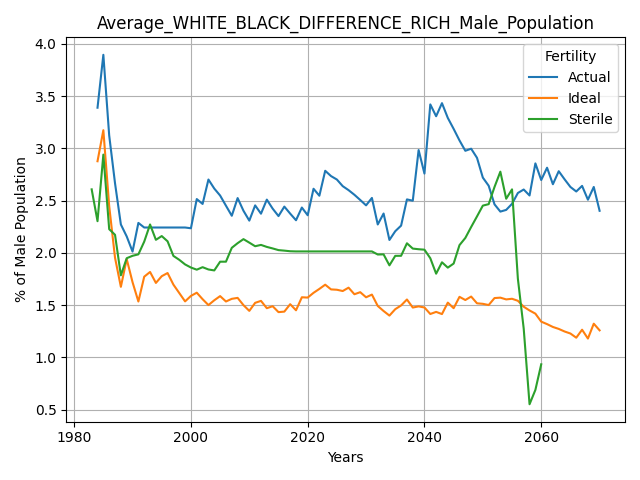 Average_WHITE_BLACK_DIFFERENCE_RICH_Male_Population
Fertility
Actual
Ideal
Sterile
% of Male Population
4.0
3.5
3.0
2.5
2.0
1.5
1.0
0.5
1980
2000
2020
2040
2060
Years